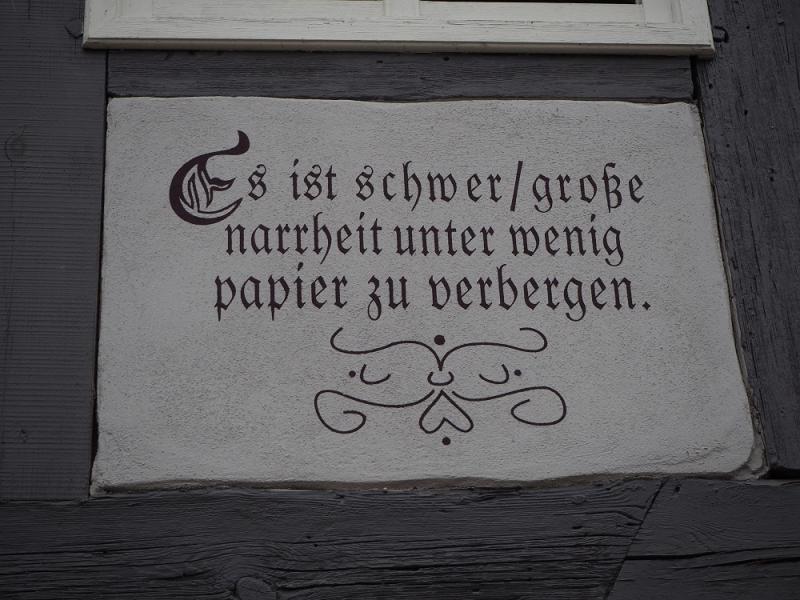 Es ist schwer/große
narrheit unter wenig
papier zu verbergen.